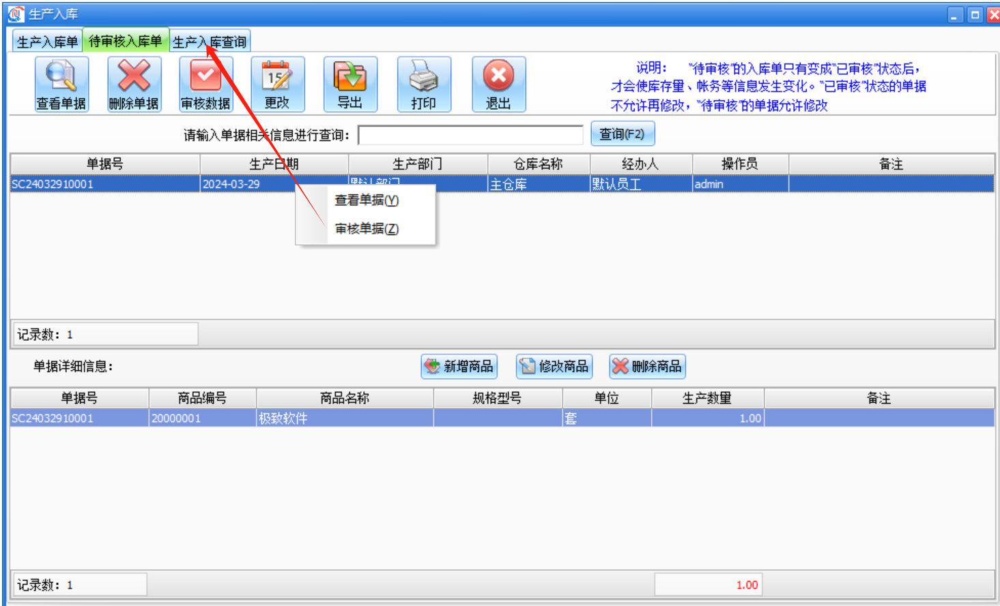 生产入库
生产入库单 待审核入库单 生产入库查询
查看单据 删除单据 审核数据 更改 导出 打印 退出
说明： "待审核"的入库单只有变成"已审核"状态后，
才会使库存量、帐务等信息发生变化。"已审核"状态的单据
不允许再修改，"待审核"的单据允许修改
请输入单据相关信息进行查询： 查询(F2)
单据号 生产日期 生产部门 仓库名称 经办人 操作员 备注
SC24032910001 2024-03-29 默认部门 主仓库 默认员工 admin
查看单据(Y)
审核单据(Z)
记录数：1
单据详细信息： 新增商品 修改商品 删除商品
单据号 商品编号 商品名称 规格型号 单位 生产数量 备注
SC24032910001 20000001 极致软件 套 1.00
记录数：1 1.00